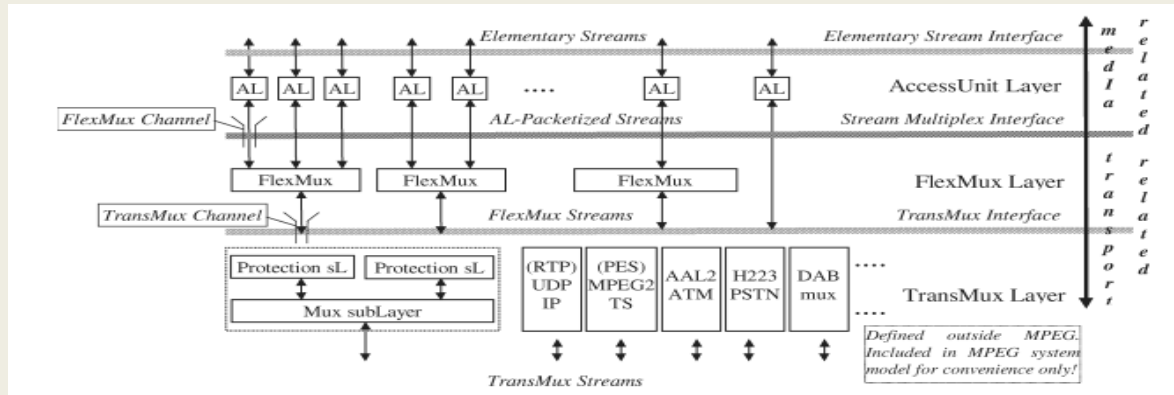 Elementary Streams
Elementary Stream Interface
AL AL AL AL AL .... AL AL
AccessUnit Layer
FlexMux Channel
AL-Packetized Streams
Stream Multiplex Interface
FlexMux FlexMux FlexMux
FlexMux Layer
TransMux Channel
FlexMux Streams
TransMux Interface
Protection sL Protection sL
Mux subLayer
(RTP)
UDP
IP
(PES)
MPEG2
TS
AAL2
ATM
H223
PSTN
DAB
mux
....
....
TransMux Layer
Defined outside MPEG.
Included in MPEG system
model for convenience only!
TransMux Streams
medIa
related
transport
related